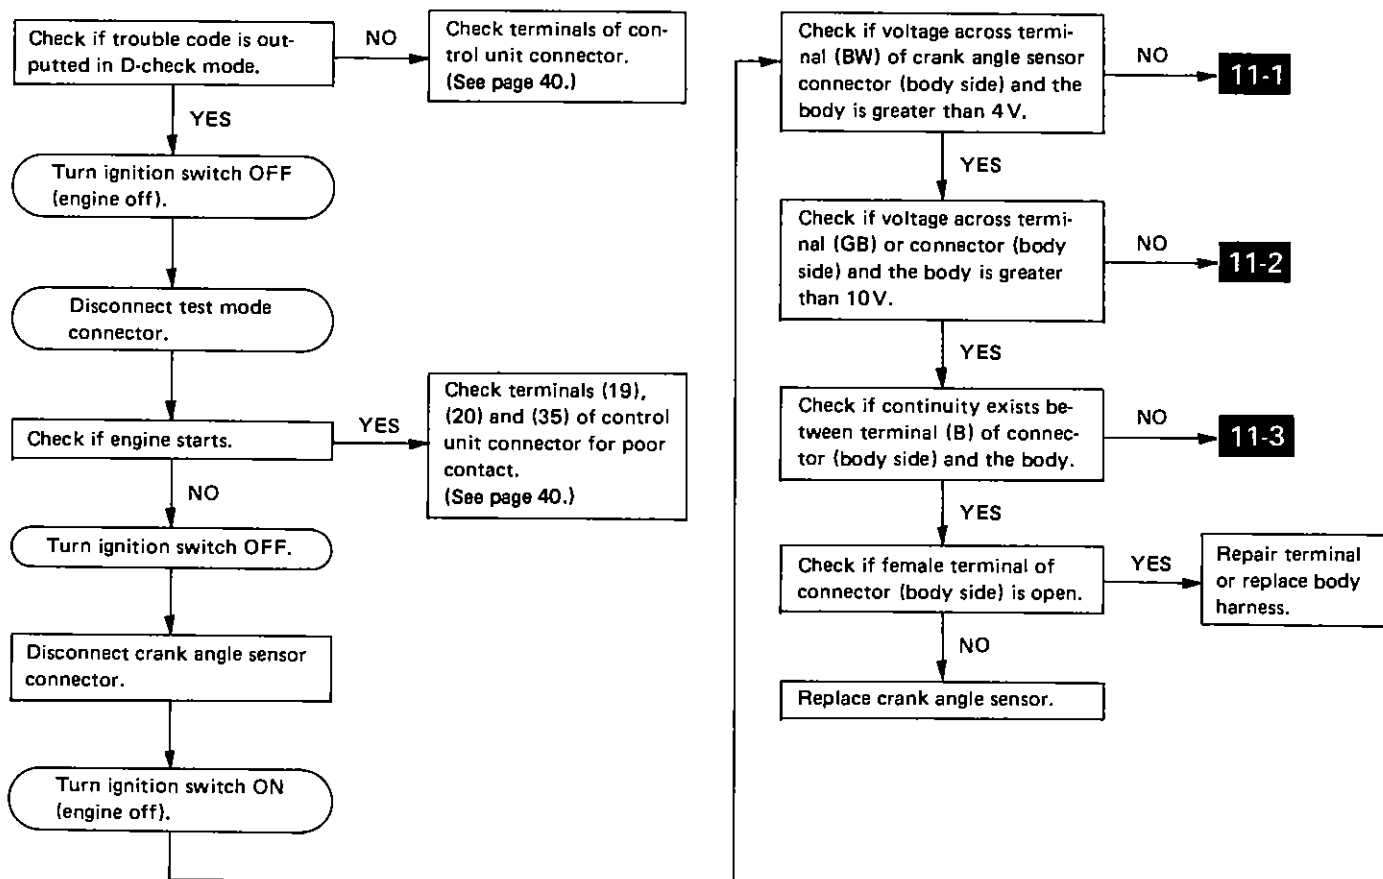 Check if trouble code is out-
putted in D-check mode.
NO
Check terminals of con-
trol unit connector.
(See page 40.)
YES
Turn ignition switch OFF
(engine off).
Disconnect test mode
connector.
Check if engine starts.
YES
Check terminals (19),
(20) and (35) of control
unit connector for poor
contact.
(See page 40.)
NO
Turn ignition switch OFF.
Disconnect crank angle sensor
connector.
Turn ignition switch ON
(engine off).
Check if voltage across termi-
nal (BW) of crank angle sensor
connector (body side) and the
body is greater than 4 V.
NO
11-1
YES
Check if voltage across termi-
nal (GB) or connector (body
side) and the body is greater
than 10 V.
NO
11-2
YES
Check if continuity exists be-
tween terminal (B) of connec-
tor (body side) and the body.
NO
11-3
YES
Check if female terminal of
connector (body side) is open.
YES
Repair terminal
or replace body
harness.
NO
Replace crank angle sensor.